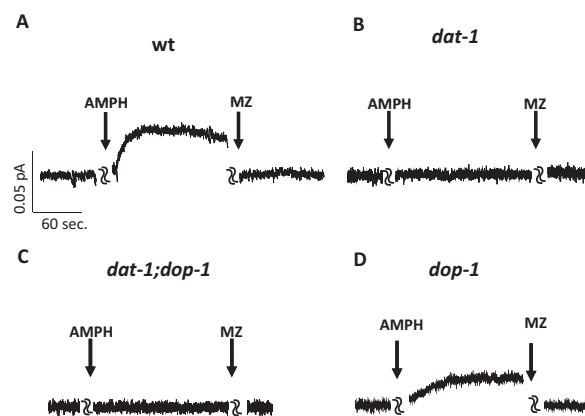 A
wt
AMPH
MZ
0.05 pA
60 sec.
B
dat-1
AMPH
MZ
C
dat-1;dop-1
AMPH
MZ
D
dop-1
AMPH
MZ